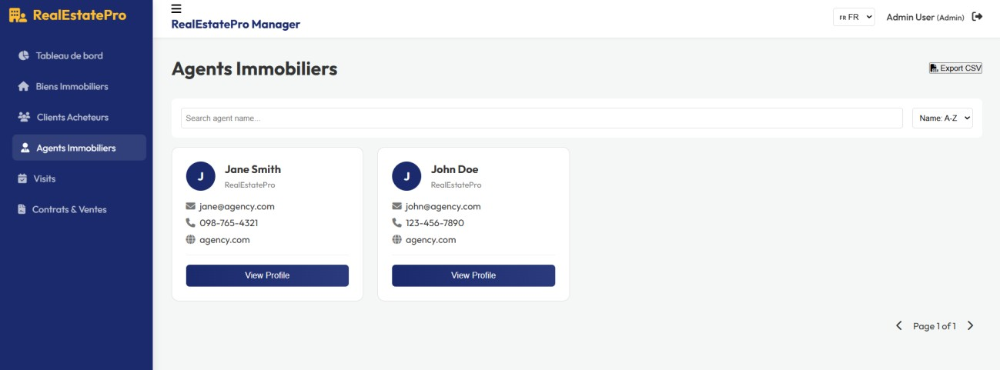 RealEstatePro
Tableau de bord
Biens Immobiliers
Clients Acheteurs
Agents Immobiliers
Visits
Contrats & Ventes
RealEstatePro Manager
FR FR
Admin User (Admin)
Agents Immobiliers
Export CSV
Search agent name...
Name: A-Z
J
Jane Smith
RealEstatePro
jane@agency.com
098-765-4321
agency.com
View Profile
J
John Doe
RealEstatePro
john@agency.com
123-456-7890
agency.com
View Profile
Page 1 of 1